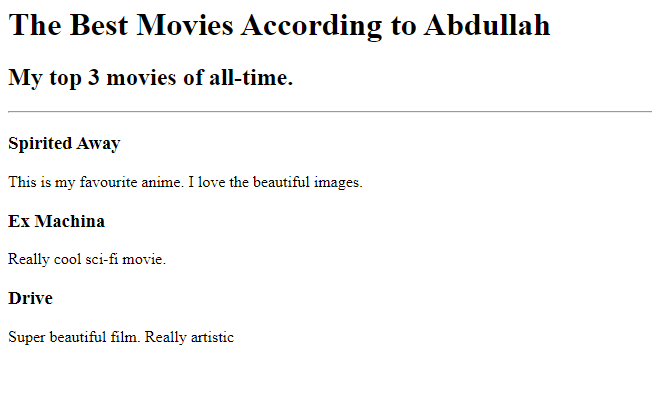 The Best Movies According to Abdullah
My top 3 movies of all-time.
Spirited Away
This is my favourite anime. I love the beautiful images.
Ex Machina
Really cool sci-fi movie.
Drive
Super beautiful film. Really artistic